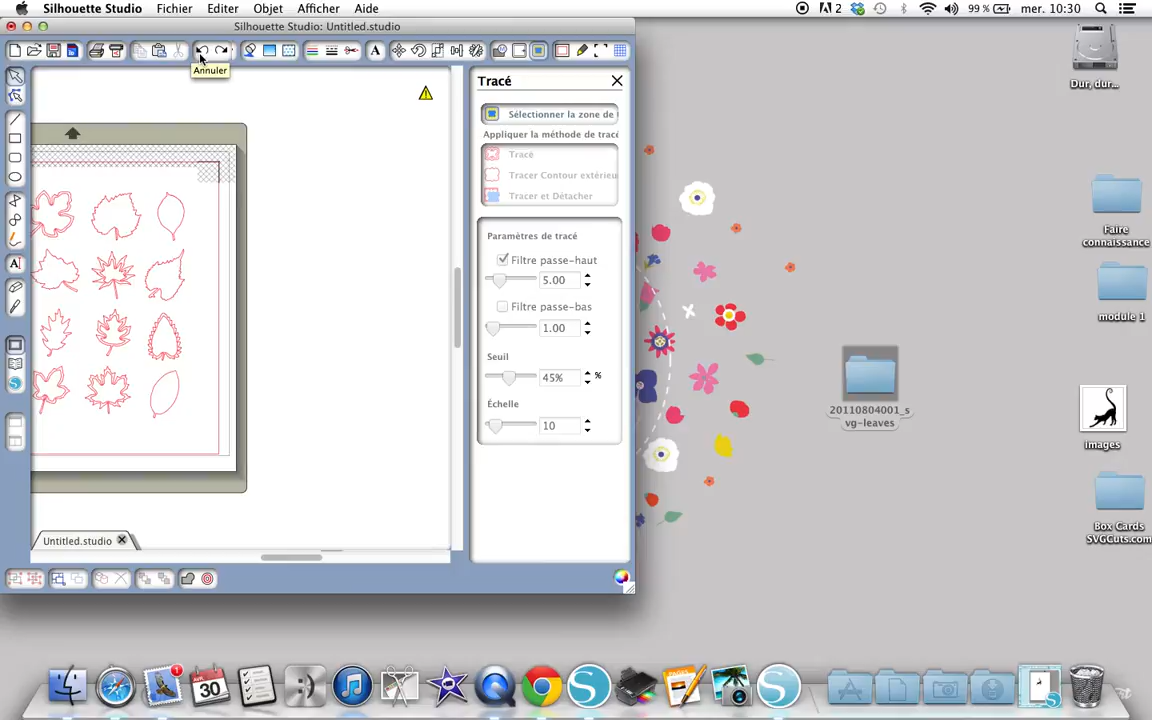 Silhouette Studio Fichier Editer Objet Afficher Aide
2 99 % mer. 10:30
Silhouette Studio: Untitled.studio
Annuler
Tracé
Sélectionner la zone de
Appliquer la méthode de tracé
Tracé
Tracer Contour extérieu
Tracer et Détacher
Paramètres de tracé
Filtre passe-haut
5.00
Filtre passe-bas
1.00
Seuil
45% %
Échelle
10
Untitled.studio
Dur, dur...
Faire
connaissance
module 1
20110804001_s
vg-leaves
images
Box Cards
SVGCuts.com
1
30